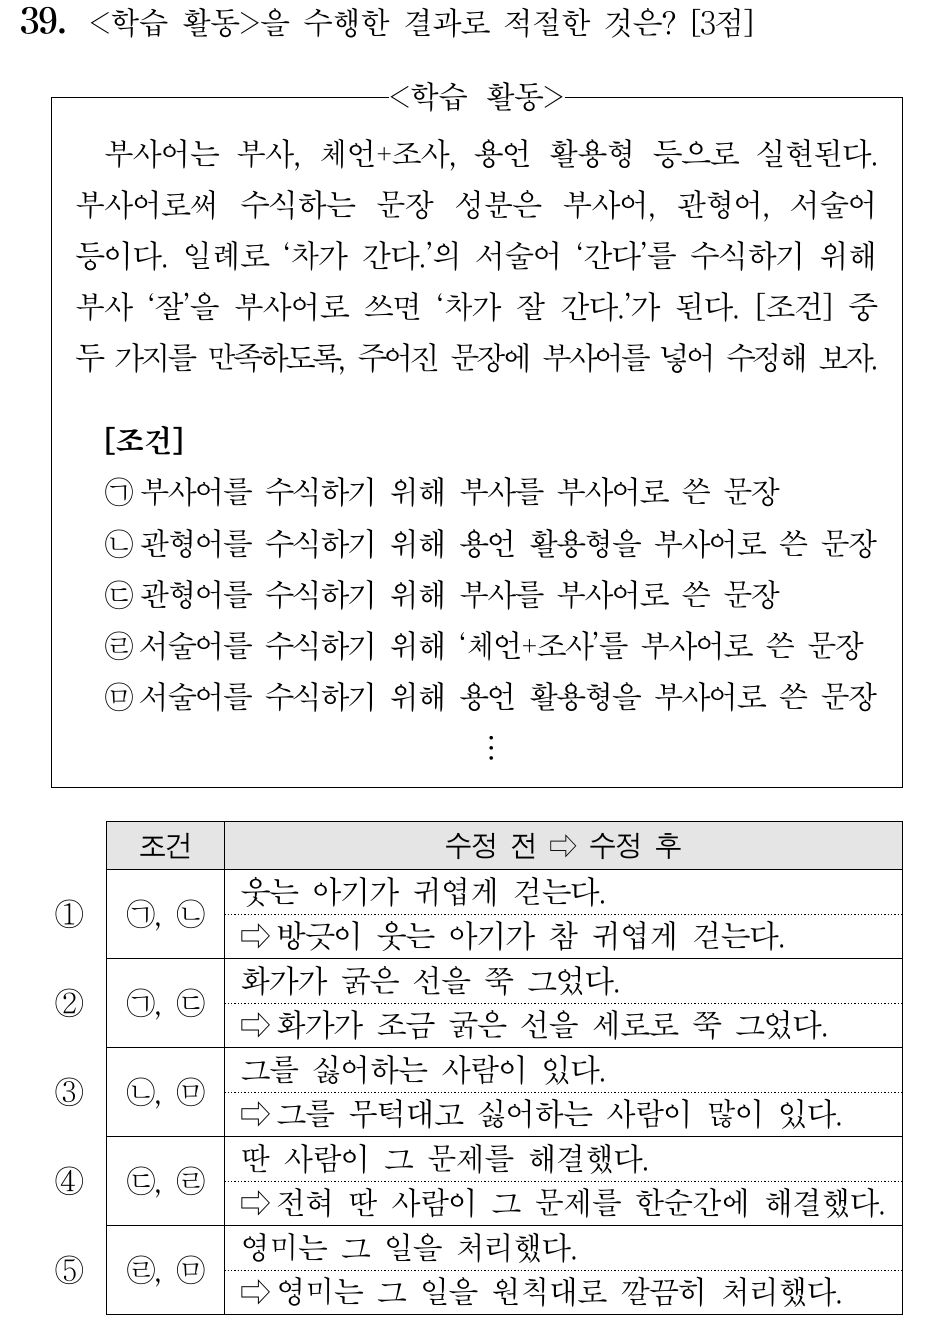 39. <학습 활동>을 수행한 결과로 적절한 것은? [3점]
<학습 활동>
부사어는 부사, 체언+조사, 용언 활용형 등으로 실현된다.
부사어로써 수식하는 문장 성분은 부사어, 관형어, 서술어
등이다. 일례로 ‘차가 간다.’의 서술어 ‘간다’를 수식하기 위해
부사 ‘잘’을 부사어로 쓰면 ‘차가 잘 간다.’가 된다. [조건] 중
두 가지를 만족하도록, 주어진 문장에 부사어를 넣어 수정해 보자.
[조건]
㉠ 부사어를 수식하기 위해 부사를 부사어로 쓴 문장
㉡ 관형어를 수식하기 위해 용언 활용형을 부사어로 쓴 문장
㉢ 관형어를 수식하기 위해 부사를 부사어로 쓴 문장
㉣ 서술어를 수식하기 위해 ‘체언+조사’를 부사어로 쓴 문장
㉤ 서술어를 수식하기 위해 용언 활용형을 부사어로 쓴 문장
⋮
조건 수정 전 ⇨ 수정 후
① ㉠, ㉡ 웃는 아기가 귀엽게 걷는다.
⇨ 방긋이 웃는 아기가 참 귀엽게 걷는다.
② ㉠, ㉢ 화가가 굵은 선을 쭉 그었다.
⇨ 화가가 조금 굵은 선을 세로로 쭉 그었다.
③ ㉡, ㉤ 그를 싫어하는 사람이 있다.
⇨ 그를 무턱대고 싫어하는 사람이 많이 있다.
④ ㉢, ㉣ 딴 사람이 그 문제를 해결했다.
⇨ 전혀 딴 사람이 그 문제를 한순간에 해결했다.
⑤ ㉣, ㉤ 영미는 그 일을 처리했다.
⇨ 영미는 그 일을 원칙대로 깔끔히 처리했다.